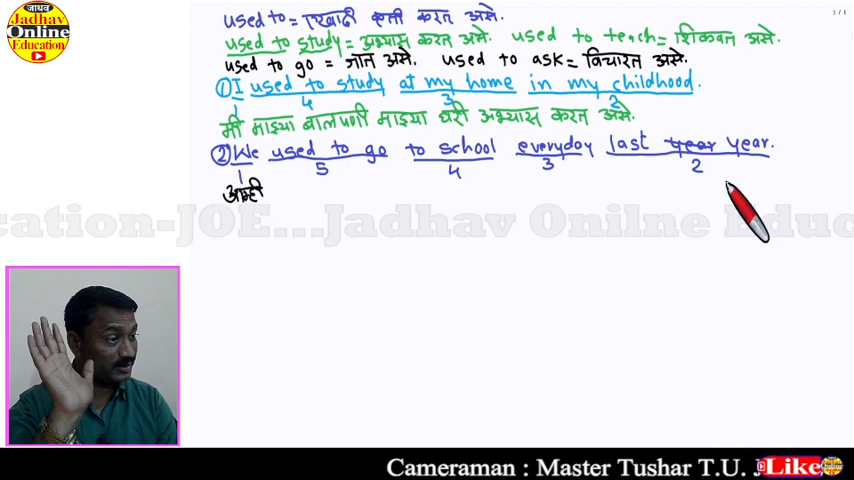 जाधव
Jadhav
Online
Education
1/1
used to = एखादी कृती करत असे.
used to study = अभ्यास करत असे. used to teach = शिकवत असे.
used to go = जात असे. used to ask = विचारत असे.
① I used to study at my home in my childhood.
1 4 3 2
मी माझ्या बालपणी माझ्या घरी अभ्यास करत असे.
② We used to go to school everyday last year year.
1 5 4 3 2
आम्ही
cation-JOE...Jadhav Onilne Educ
Cameraman : Master Tushar T.U. J
Like